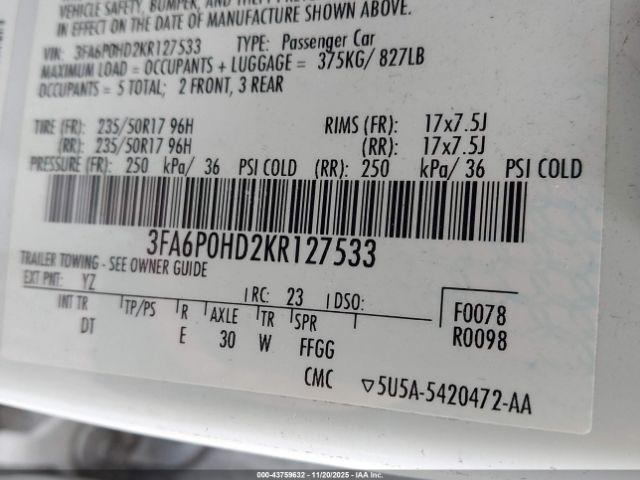 VEHICLE SAFETY, BUMPER, AND THEFT PREVENTION
IN EFFECT ON THE DATE OF MANUFACTURE SHOWN ABOVE.
VIN: 3FA6P0HD2KR127533 TYPE: Passenger Car
MAXIMUM LOAD = OCCUPANTS + LUGGAGE = 375KG/ 827LB
OCCUPANTS = 5 TOTAL; 2 FRONT, 3 REAR
TIRE (FR): 235/50R17 96H RIMS (FR): 17x7.5J
(RR): 235/50R17 96H (RR): 17x7.5J
PRESSURE (FR): 250 kPa/ 36 PSI COLD (RR): 250 kPa/ 36 PSI COLD
3FA6P0HD2KR127533
TRAILER TOWING - SEE OWNER GUIDE
EXT PNT: YZ RC: 23 DSO:
INT TR TP/PS R AXLE TR SPR F0078
DT E 30 W FFGG R0098
CMC ▽5U5A-5420472-AA
000-43759632 - 11/20/2025 - IAA Inc.